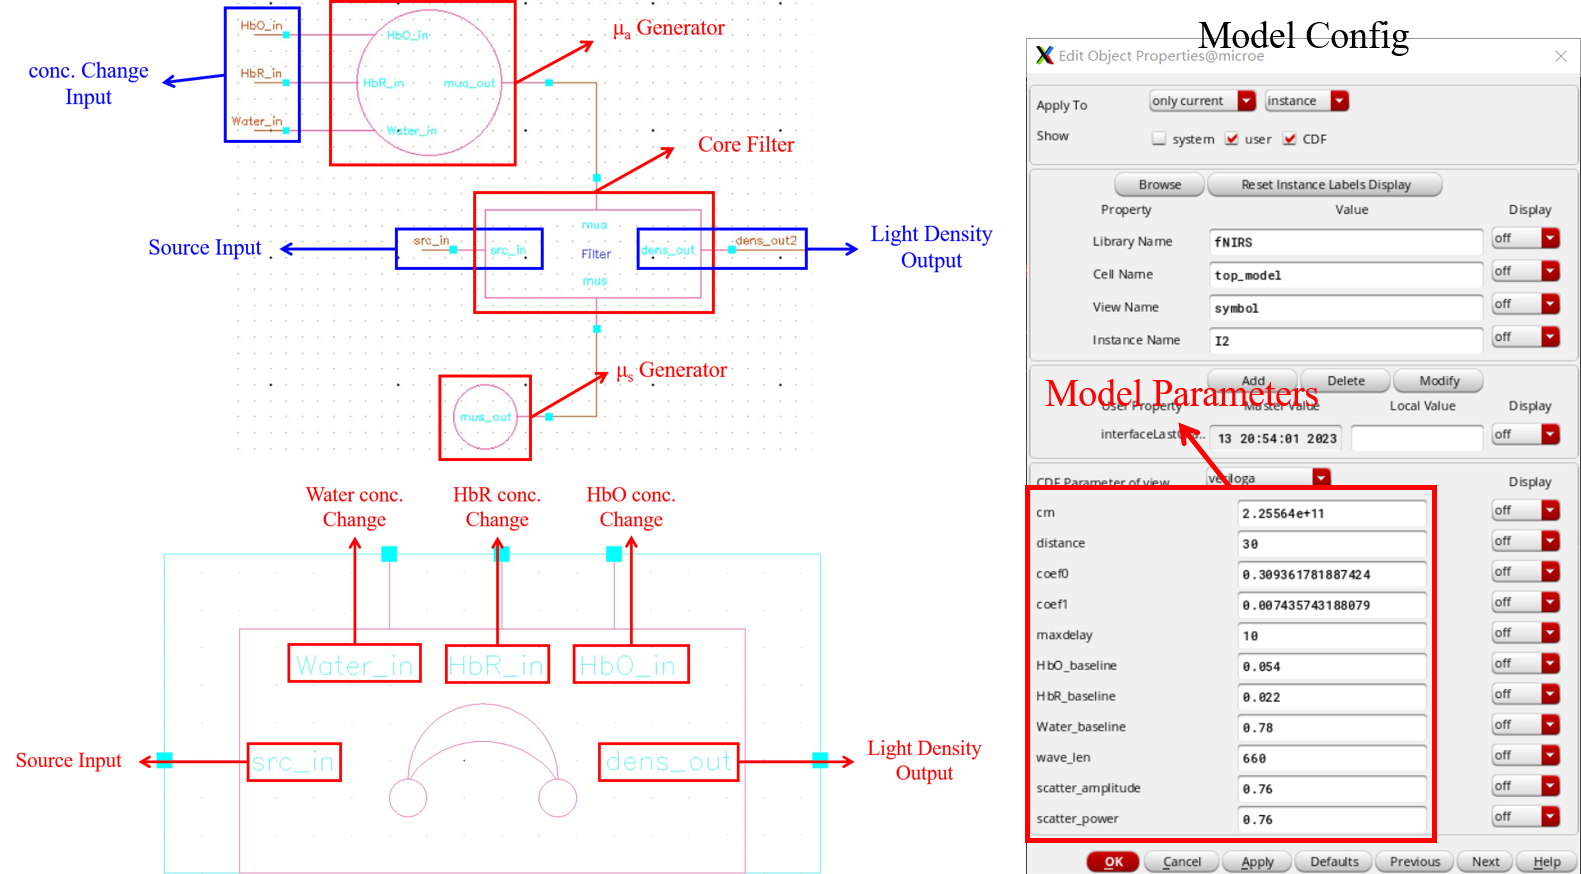 HbO_in
HbR_in
Water_in
conc. Change
Input
HbO_in
HbR_in
mua_out
Water_in
μa Generator
Core Filter
mua
src_in
src_in
Filter
dens_out
dens_out2
mus
Source Input
Light Density
Output
μs Generator
mus_out
Water conc.
Change
HbR conc.
Change
HbO conc.
Change
Water_in
HbR_in
HbO_in
src_in
dens_out
Source Input
Light Density
Output
Model Config
Edit Object Properties@microe
Apply To
only current
instance
Show
system
user
CDF
Browse
Reset Instance Labels Display
Property
Value
Display
Library Name
fNIRS
off
Cell Name
top_model
off
View Name
symbol
off
Instance Name
I2
off
Add
Delete
Modify
Model Parameters
User Property
Master Value
Local Value
Display
13 20:54:01 2023
off
CDF Parameter of view
veriloga
Display
cm
2.25564e+11
off
distance
30
off
coef0
0.309361781887424
off
coef1
0.007435743188079
off
maxdelay
10
off
HbO_baseline
0.054
off
HbR_baseline
0.022
off
Water_baseline
0.78
off
wave_len
660
off
scatter_amplitude
0.76
off
scatter_power
0.76
off
OK
Cancel
Apply
Defaults
Previous
Next
Help